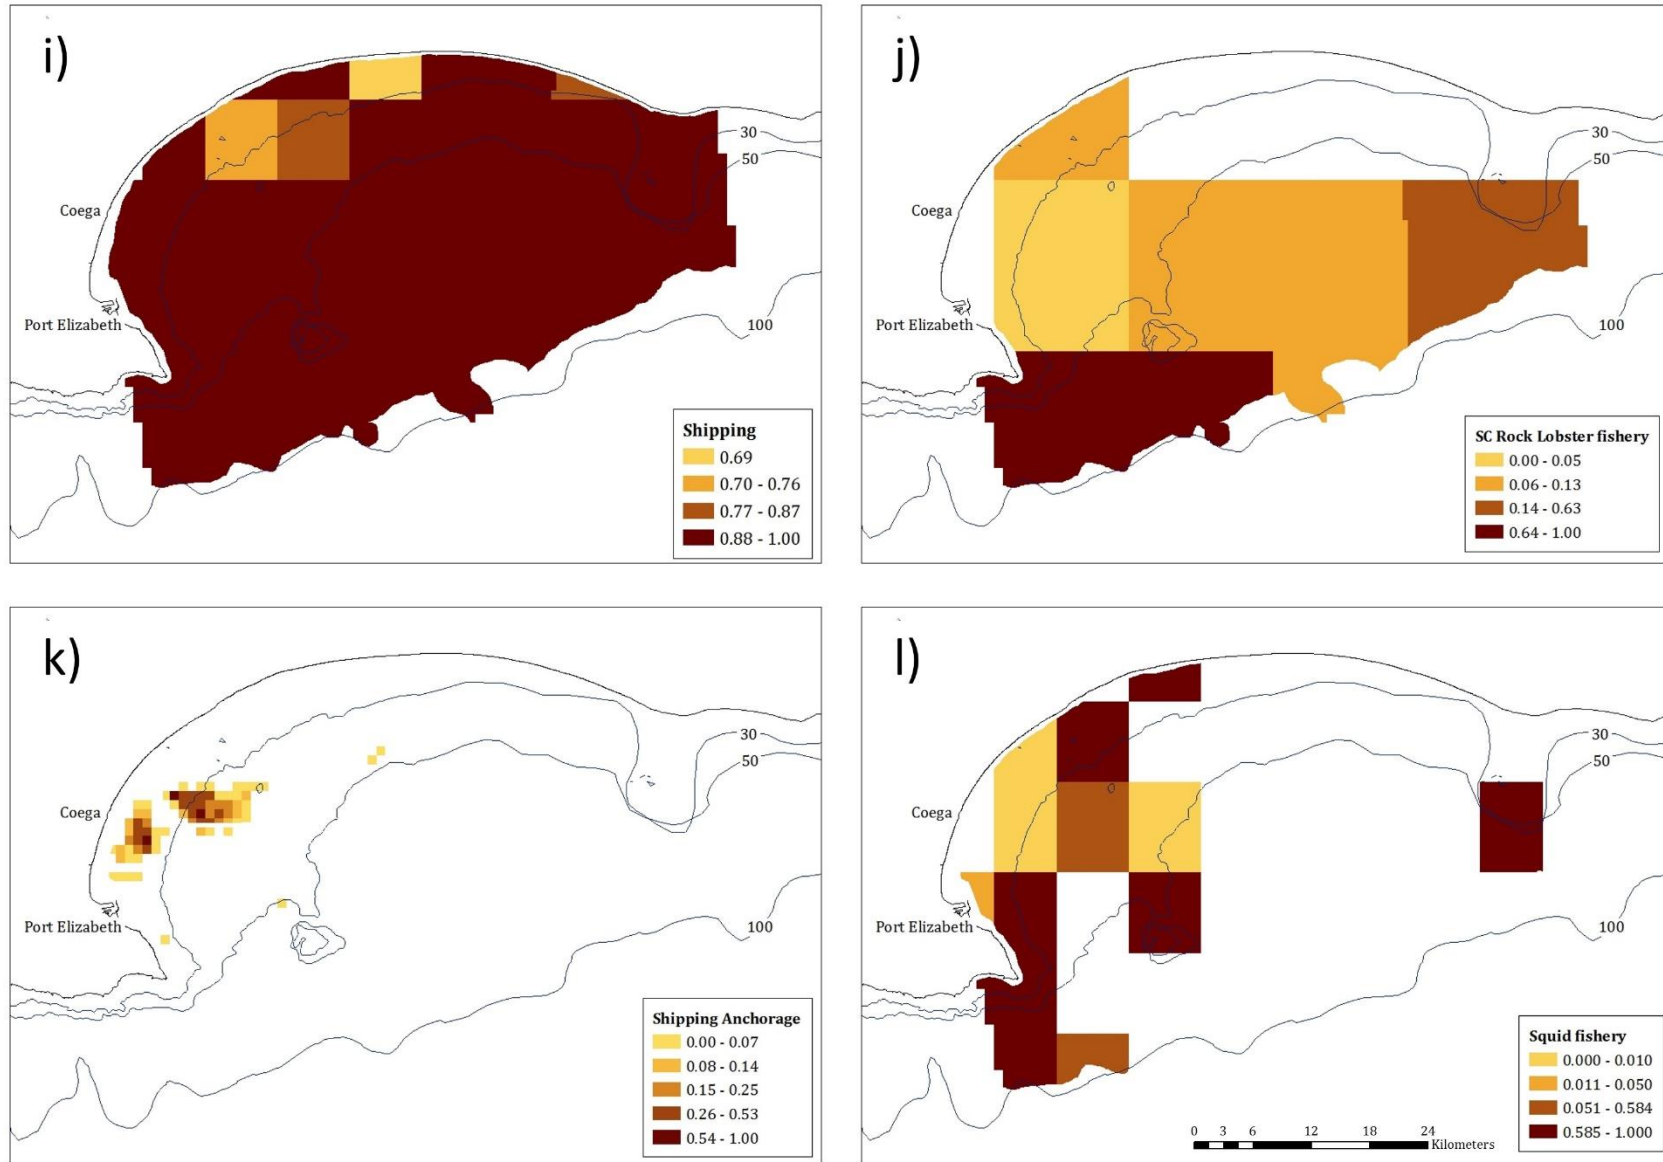 i)
Coega
Port Elizabeth
30
50
100
Shipping
0.69
0.70 - 0.76
0.77 - 0.87
0.88 - 1.00
j)
Coega
Port Elizabeth
30
50
100
SC Rock Lobster fishery
0.00 - 0.05
0.06 - 0.13
0.14 - 0.63
0.64 - 1.00
k)
Coega
Port Elizabeth
30
50
100
Shipping Anchorage
0.00 - 0.07
0.08 - 0.14
0.15 - 0.25
0.26 - 0.53
0.54 - 1.00
l)
Coega
Port Elizabeth
30
50
100
Squid fishery
0.000 - 0.010
0.011 - 0.050
0.051 - 0.584
0.585 - 1.000
0 3 6 12 18 24
Kilometers